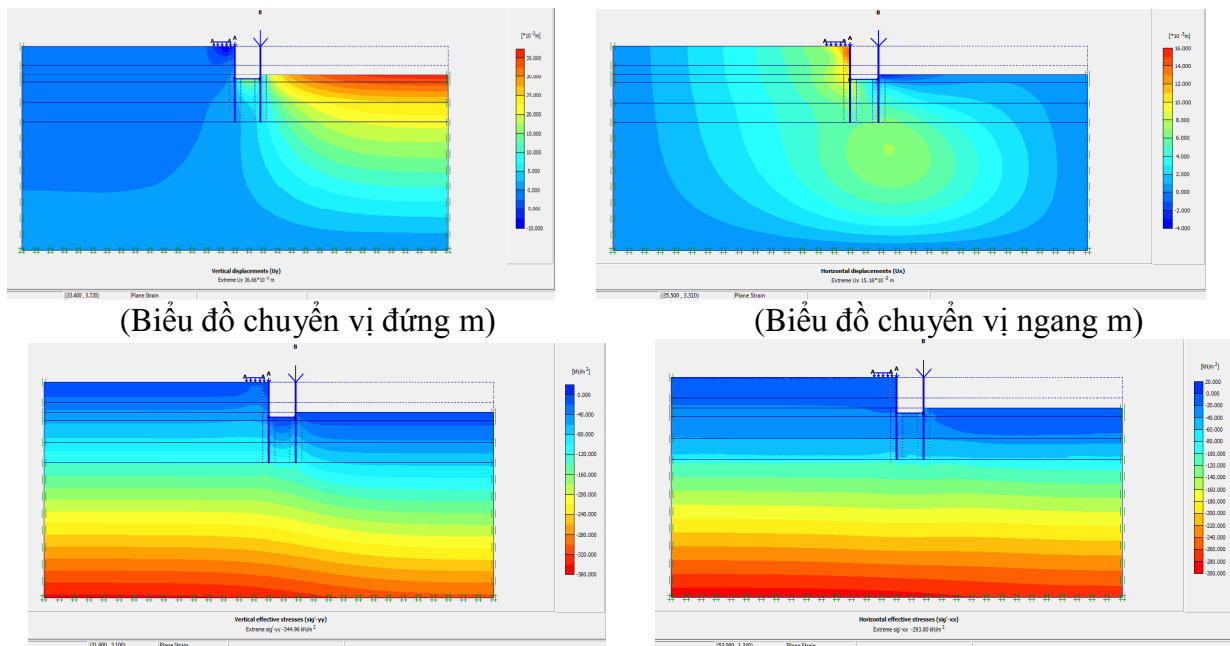 B
A A A
[*10⁻³m]
35.000
30.000
25.000
20.000
15.000
10.000
5.000
0.000
-5.000
-10.000
Vertical displacements (Uy)
Extreme Uy 36.66*10⁻³ m
(33.400 , 3.720) Plane Strain
B
A A A
[*10⁻³m]
16.000
14.000
12.000
10.000
8.000
6.000
4.000
2.000
0.000
-2.000
-4.000
Horizontal displacements (Ux)
Extreme Ux 15.18*10⁻³ m
(35.500 , 3.310) Plane Strain
(Biểu đồ chuyển vị đứng m)
(Biểu đồ chuyển vị ngang m)
B
A A A
[kN/m²]
0.000
-40.000
-80.000
-120.000
-160.000
-200.000
-240.000
-280.000
-320.000
-360.000
Vertical effective stresses (sig'-yy)
Extreme sig'-yy -344.96 kN/m²
(31.900 , 3.100) Plane Strain
B
A A A
[kN/m²]
20.000
0.000
-20.000
-40.000
-60.000
-80.000
-100.000
-120.000
-140.000
-160.000
-180.000
-200.000
-220.000
-240.000
-260.000
-280.000
-300.000
Horizontal effective stresses (sig'-xx)
Extreme sig'-xx -293.80 kN/m²
Plane Strain